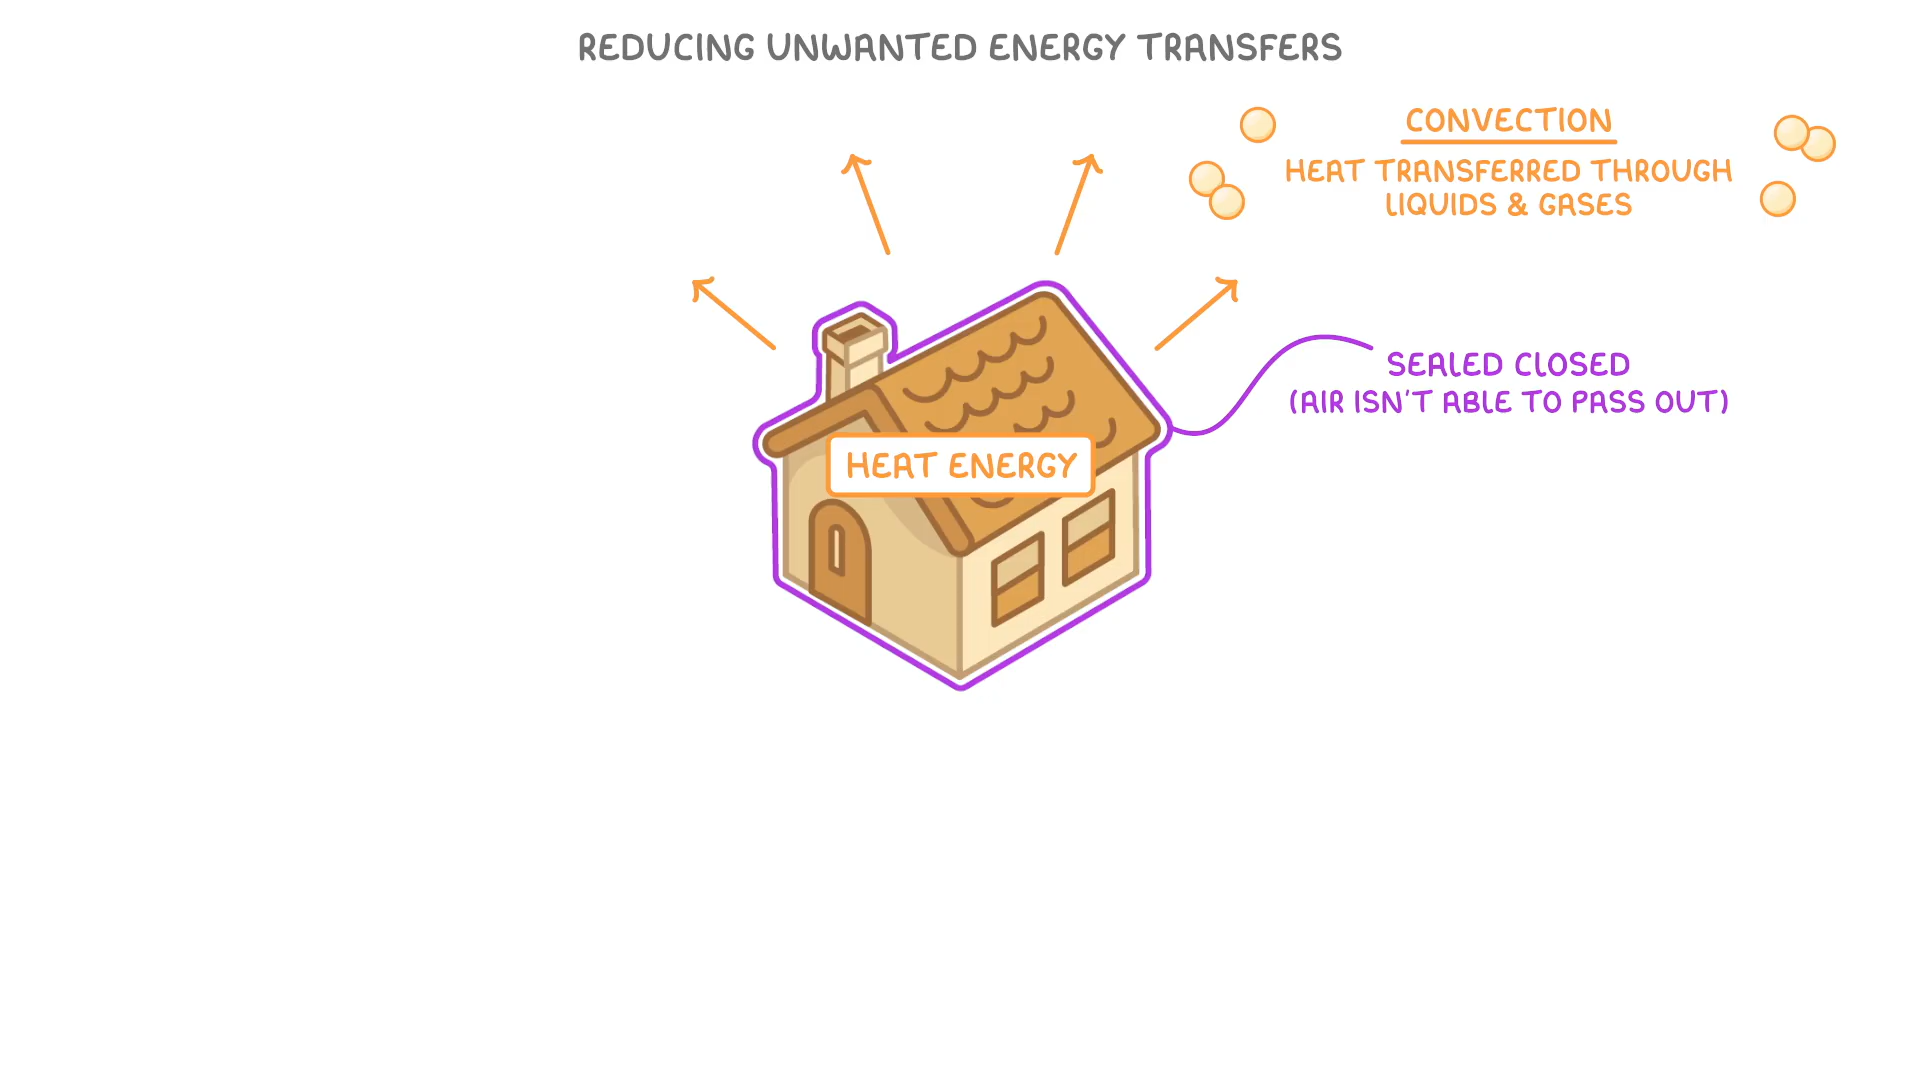 REDUCING UNWANTED ENERGY TRANSFERS
CONVECTION
HEAT TRANSFERRED THROUGH
LIQUIDS & GASES
SEALED CLOSED
(AIR ISN'T ABLE TO PASS OUT)
HEAT ENERGY